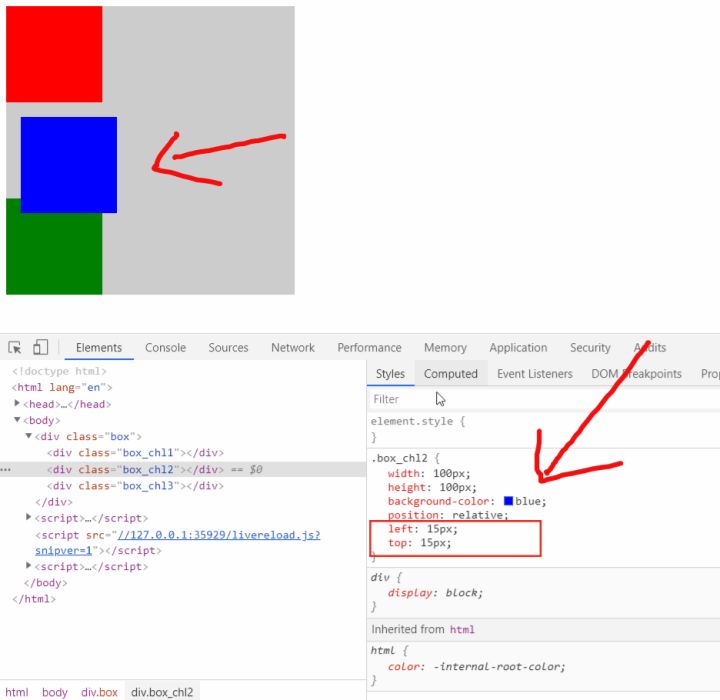 Elements Console Sources Network Performance Memory Application Security Audits
<!doctype html>
<html lang="en">
<head>…</head>
<body>
<div class="box">
<div class="box_chl1"></div>
<div class="box_chl2"></div> == $0
<div class="box_chl3"></div>
</div>
<script>…</script>
<script src="//127.0.0.1:35929/livereload.js?
snipver=1"></script>
<script>…</script>
</body>
</html>
html body div.box div.box_chl2
Styles Computed Event Listeners DOM Breakpoints Prop
Filter
element.style {
}
.box_chl2 {
width: 100px;
height: 100px;
background-color: blue;
position: relative;
left: 15px;
top: 15px;
}
div {
display: block;
}
Inherited from html
html {
color: -internal-root-color;
}